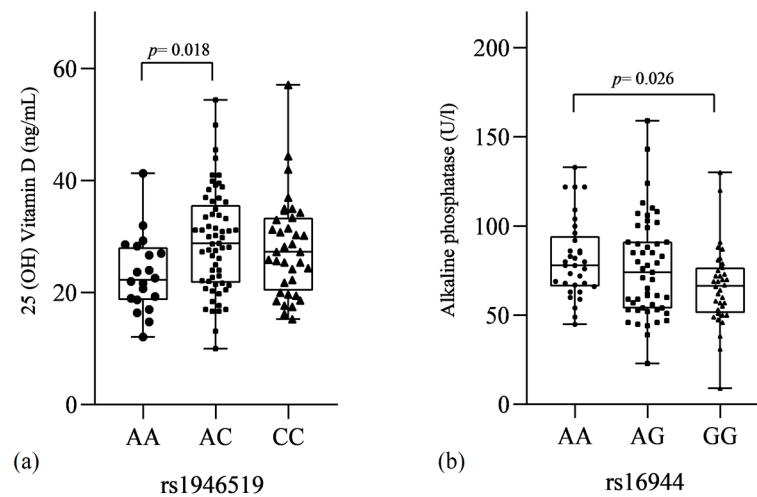 p= 0.018
60
40
20
0
25 (OH) Vitamin D (ng/mL)
AA AC CC
(a)
rs1946519
p= 0.026
200
150
100
50
0
Alkaline phosphatase (U/l)
AA AG GG
(b)
rs16944